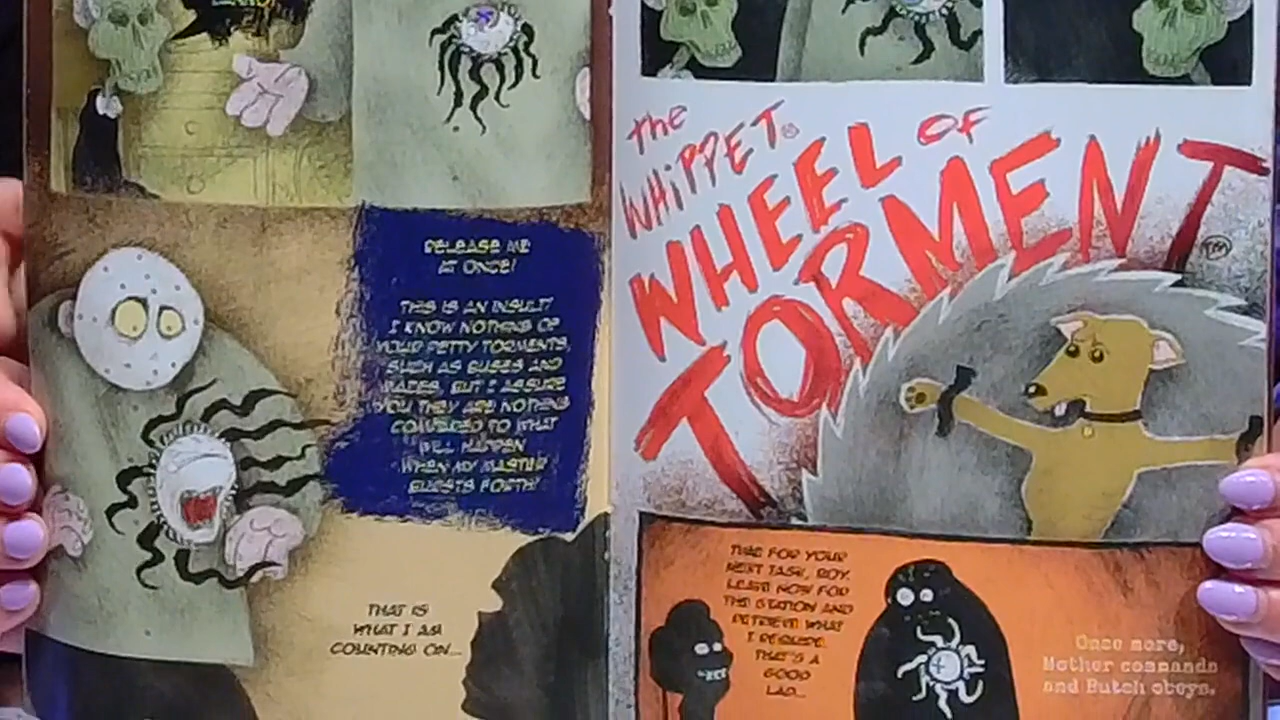 RELEASE ME
AT ONCE!
THIS IS AN INSULT!
I KNOW NOTHING OF
YOUR PETTY TORMENTS,
SUCH AS BUSES AND
MAZES, BUT I ASSURE
YOU THEY ARE NOTHING
COMPARED TO WHAT
WILL HAPPEN
WHEN MY MASTER
BURSTS FORTH!
THAT IS
WHAT I AM
COUNTING ON...
the
WHiPPET®
WHEEL OF
TORMENT
TM
TIME FOR YOUR
NEXT TASK, BOY.
LEAVE NOW FOR
THE STATION AND
RETRIEVE WHAT
I REQUIRE.
THAT'S A
GOOD
LAD...
Once more,
Mother commands
and Butch obeys.